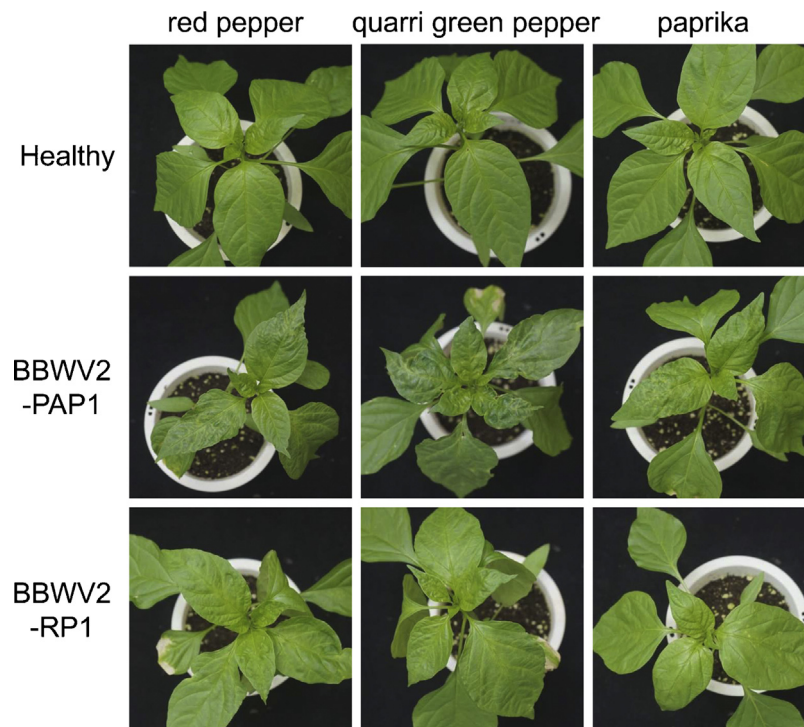 red pepper
quarri green pepper
paprika
Healthy
BBWV2
-PAP1
BBWV2
-RP1